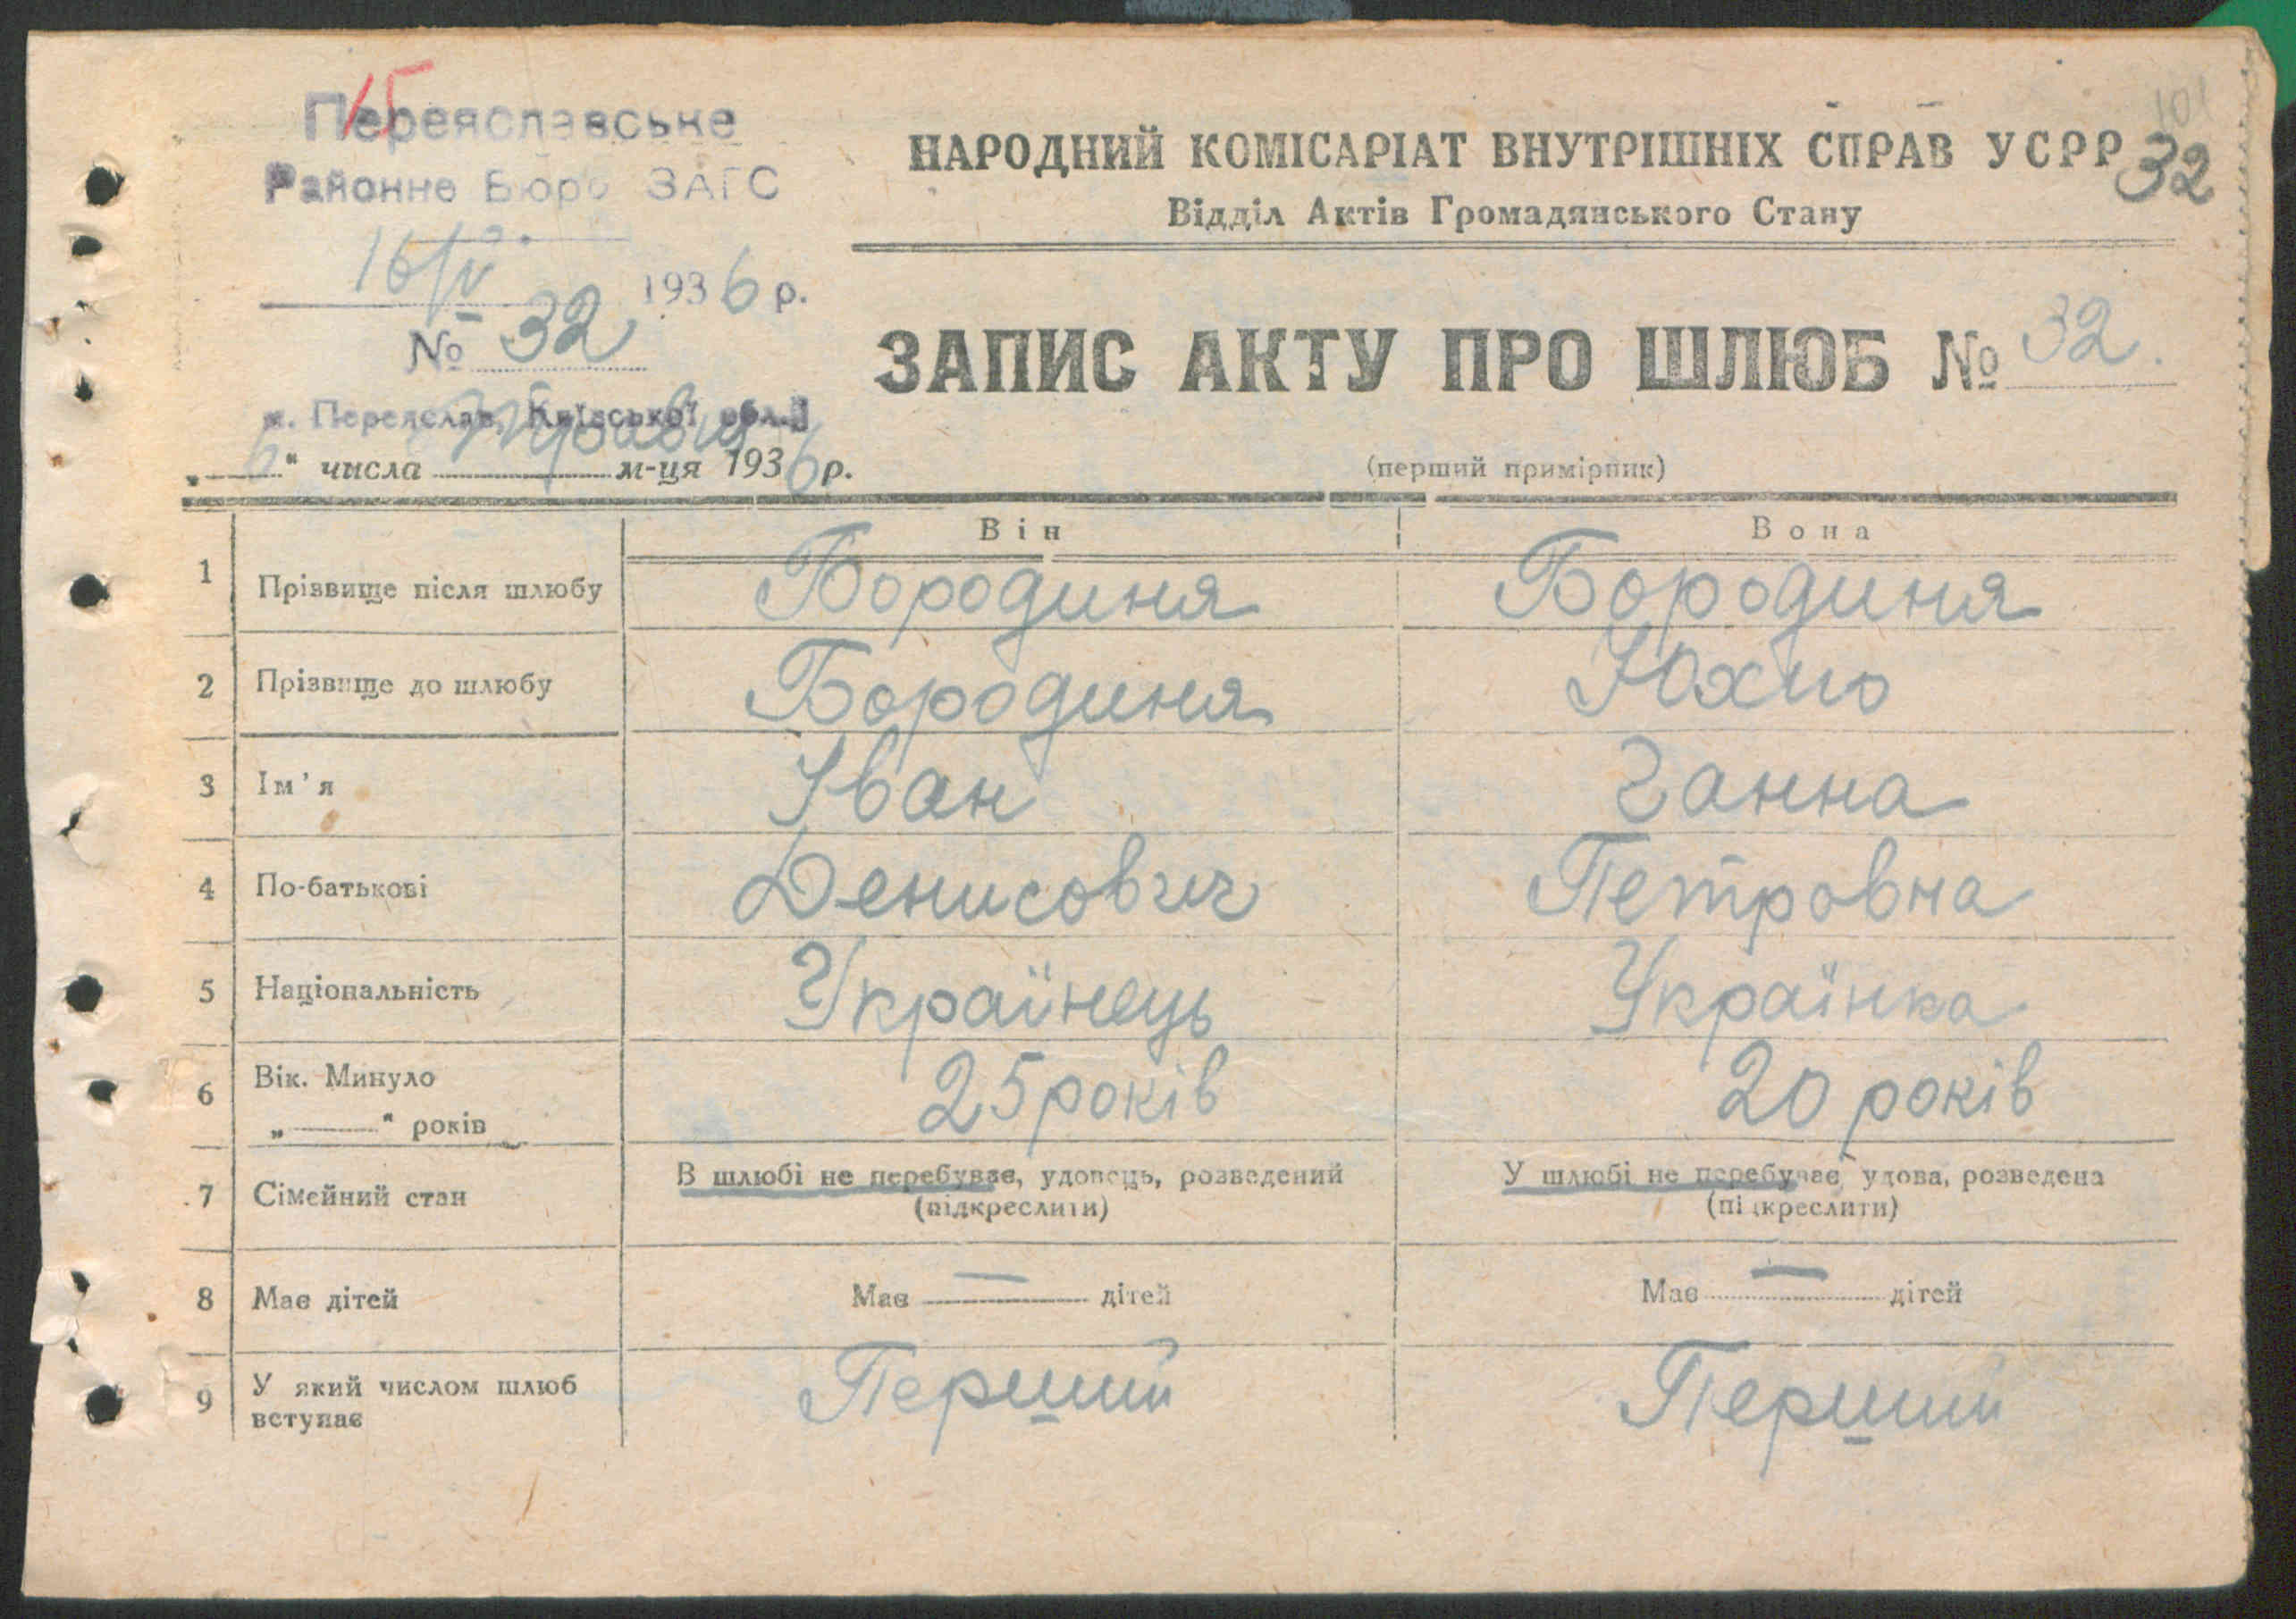 15
Переяславське
Районне Бюро ЗАГС
16/IV 1936 р.
№ 32
м. Переяслав, Київської обл.
"6" числа Травня м-ця 1936 р.
101
НАРОДНИЙ КОМІСАРІАТ ВНУТРІШНІХ СПРАВ УСРР 32
Відділ Актів Громадянського Стану
ЗАПИС АКТУ ПРО ШЛЮБ № 32.
(перший примірник)
Він Вона
1 Прізвище після шлюбу Бородиня Бородиня
2 Прізвище до шлюбу Бородиня Юхно
3 Ім'я Іван Ганна
4 По-батькові Денисович Петровна
5 Національність Українець Українка
6 Вік. Минуло 25 років 20 років
„ “ років
7 Сімейний стан В шлюбі не перебуває, удовець, розведений У шлюбі не перебуває, удова, розведена
(підкреслити) (підкреслити)
8 Має дітей Має — дітей Має — дітей
9 У який числом шлюб вступає Перший Перший